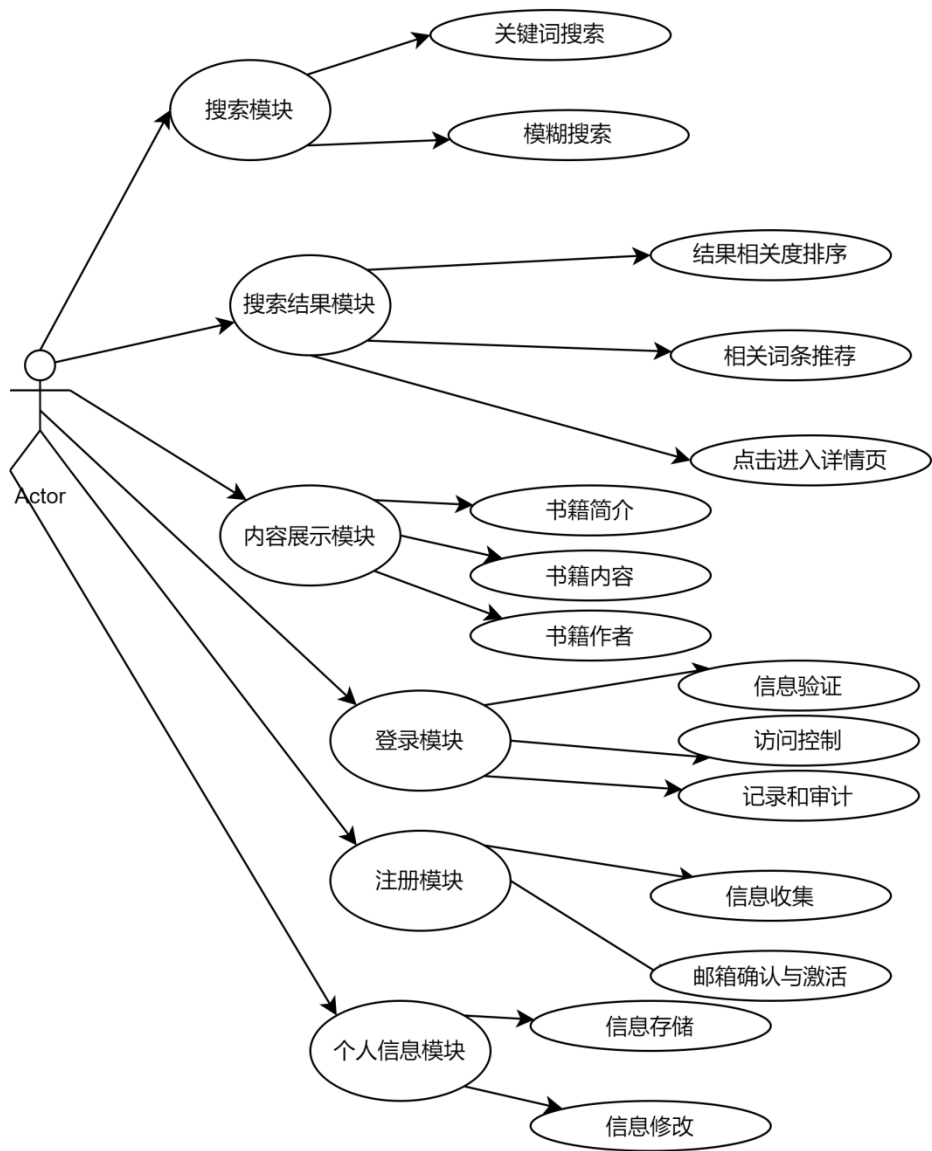 关键词搜索
搜索模块
模糊搜索
结果相关度排序
搜索结果模块
相关词条推荐
点击进入详情页
Actor
书籍简介
内容展示模块
书籍内容
书籍作者
信息验证
登录模块
访问控制
记录和审计
注册模块
信息收集
邮箱确认与激活
信息存储
个人信息模块
信息修改